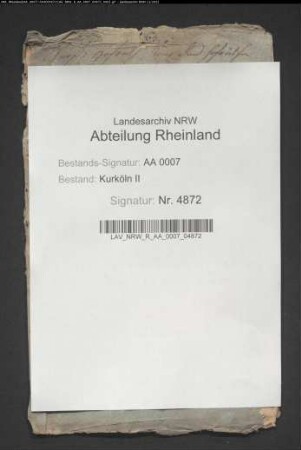 Landesarchiv NRW
Abteilung Rheinland
Bestands-Signatur: AA 0007
Bestand: Kurköln II
Signatur: Nr. 4872
LAV_NRW_R_AA_0007_04872